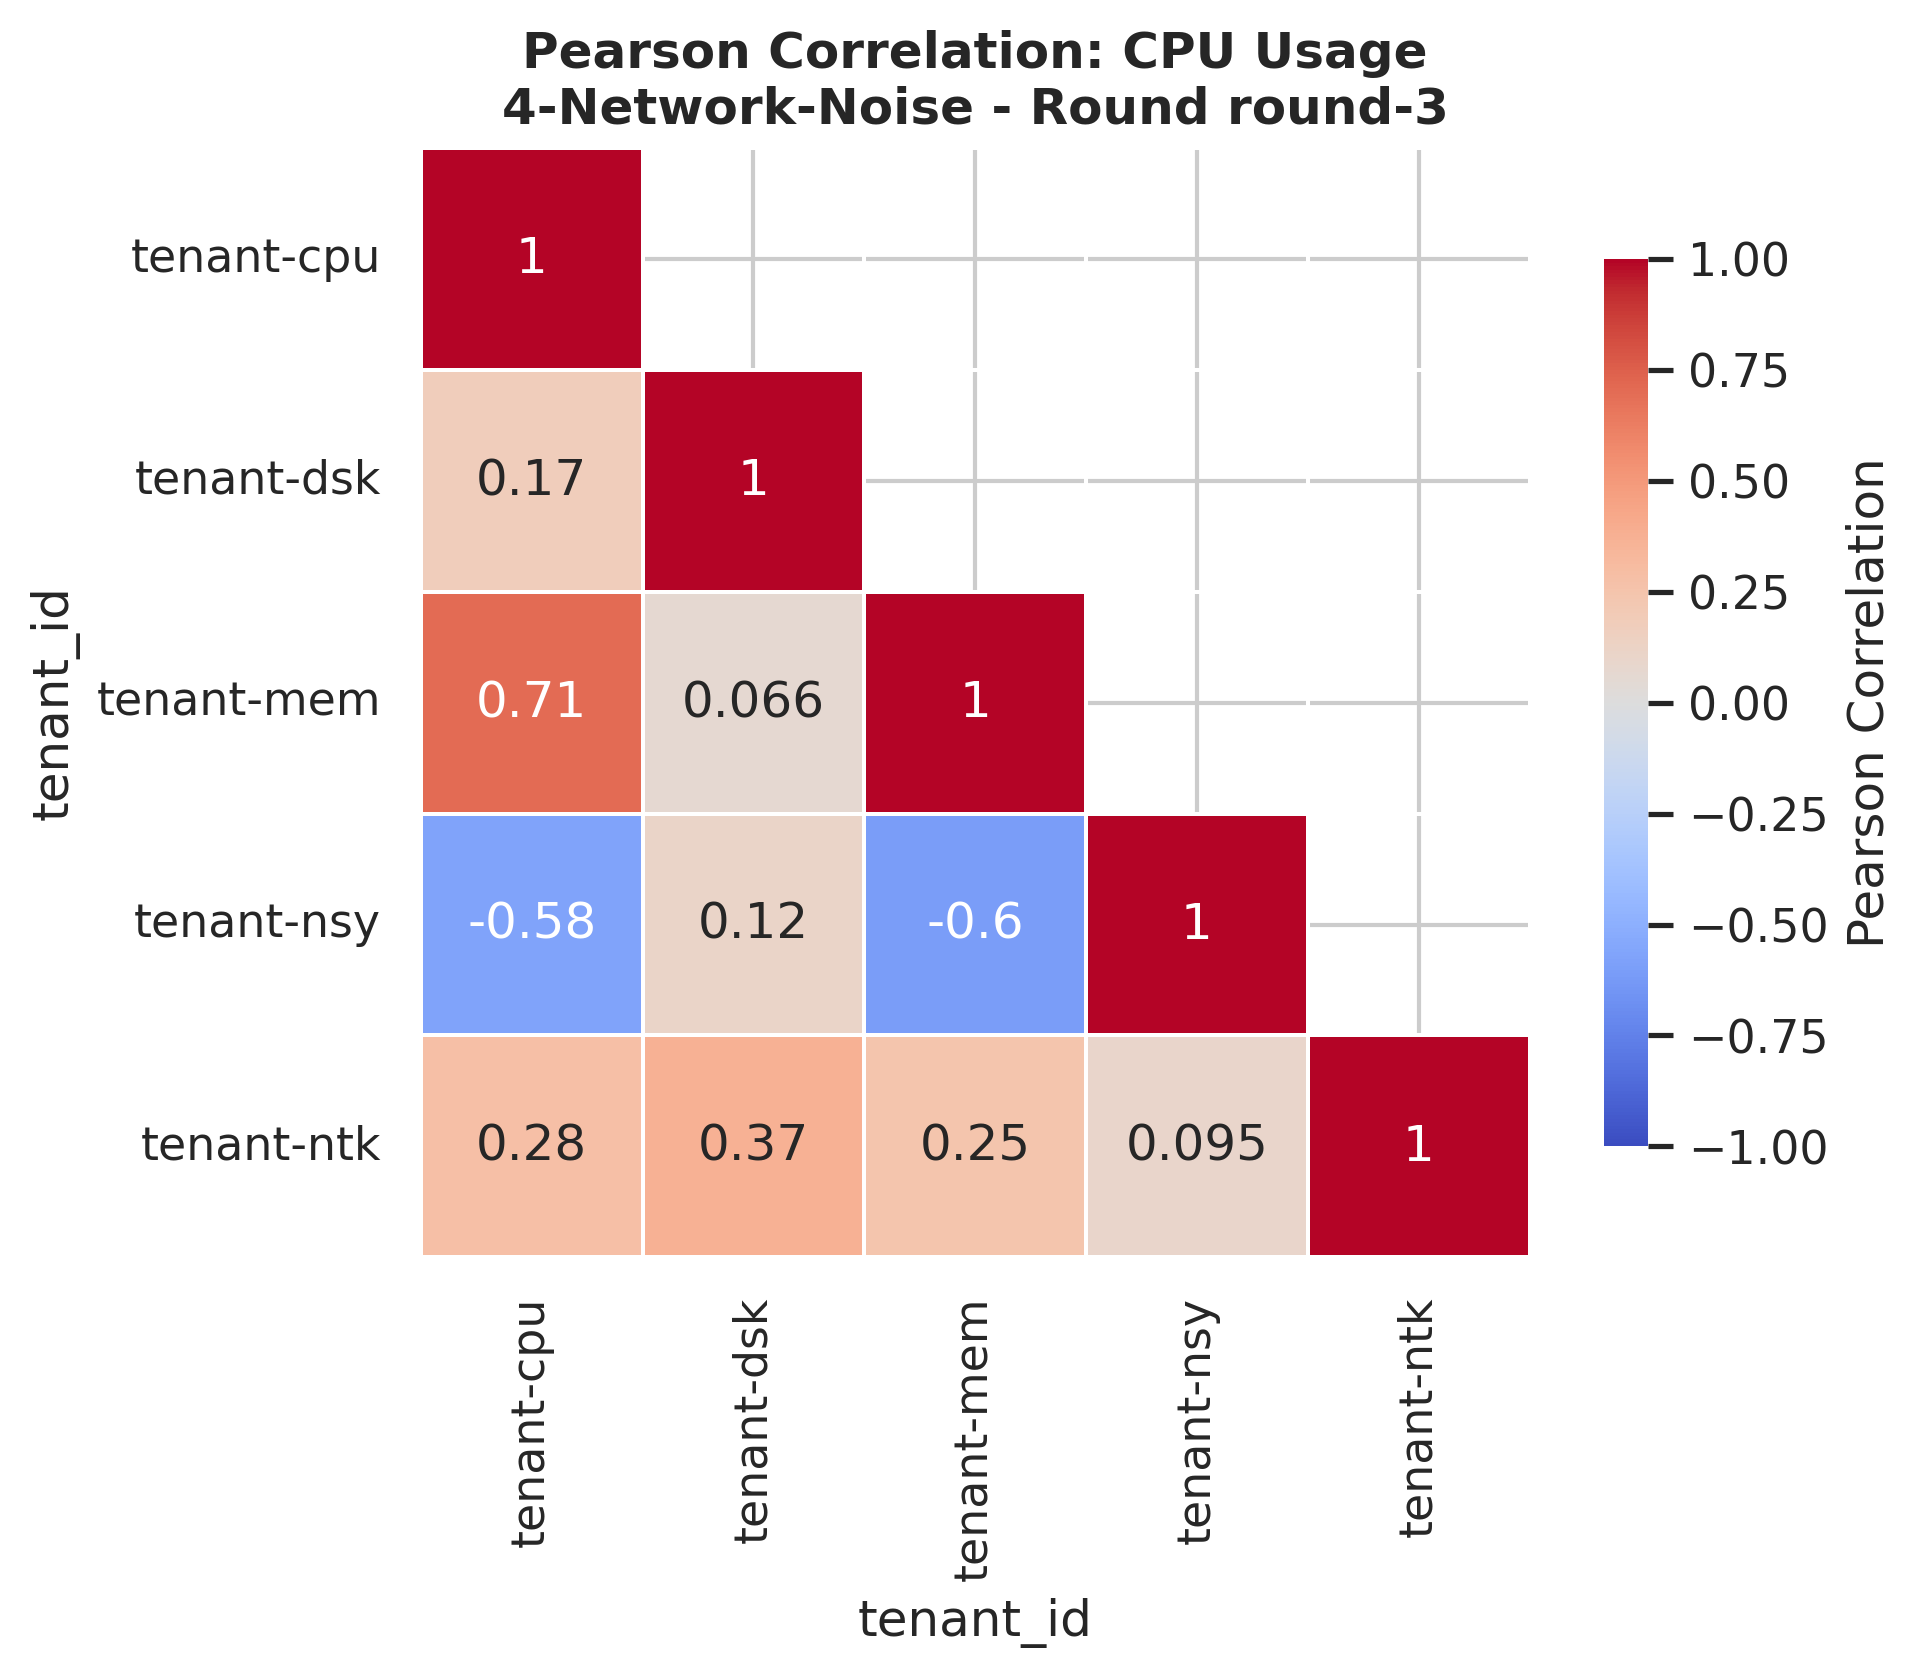 Pearson Correlation: CPU Usage
4-Network-Noise - Round round-3
tenant_id
tenant-cpu
1
tenant-dsk
0.17
1
tenant-mem
0.71
0.066
1
tenant-nsy
-0.58
0.12
-0.6
1
tenant-ntk
0.28
0.37
0.25
0.095
1
tenant-cpu
tenant-dsk
tenant-mem
tenant-nsy
tenant-ntk
tenant_id
1.00
0.75
0.50
0.25
0.00
−0.25
−0.50
−0.75
−1.00
Pearson Correlation